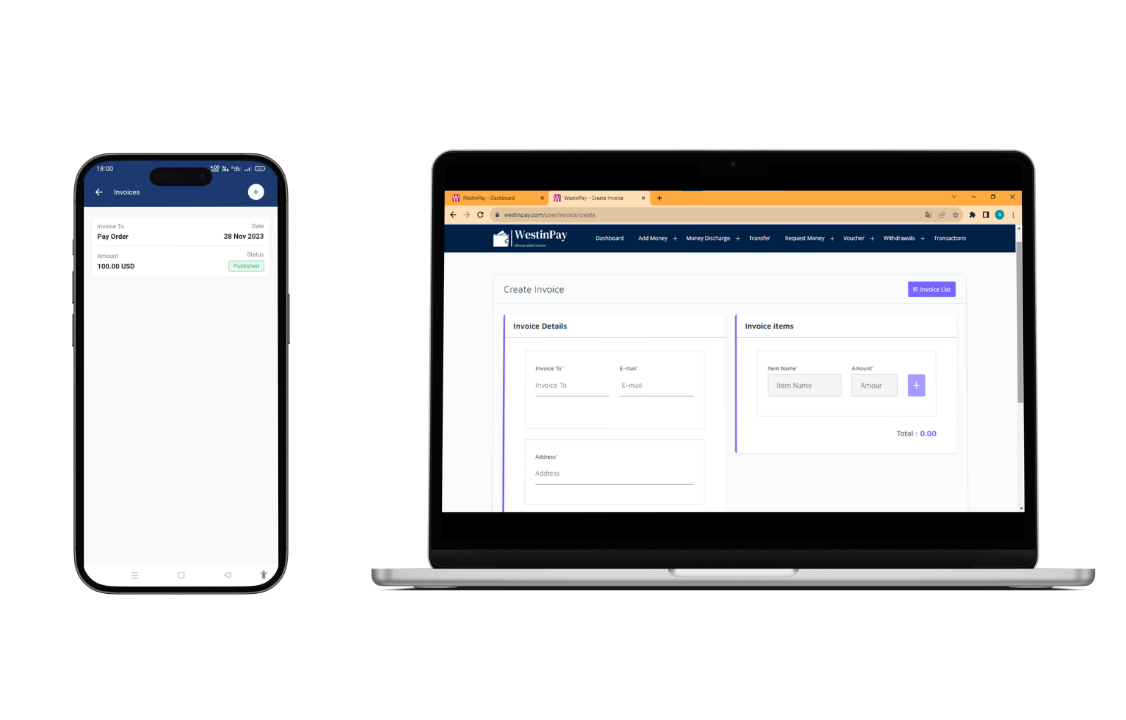 18:00
Invoices
+
Invoice To Date
Pay Order 28 Nov 2023
Amount Status
100.00 USD Published
WestinPay - Dashboard
WestinPay - Create Invoice
westinpay.com/user/invoice/create
WestinPay
Dashboard Add Money + Money Discharge + Transfer Request Money + Voucher + Withdrawals + Transactions
Create Invoice
Invoice List
Invoice Details
Invoice To* E-mail*
Invoice To E-mail
Address*
Address
Invoice items
Item Name* Amount*
Item Name Amour +
Total : 0.00